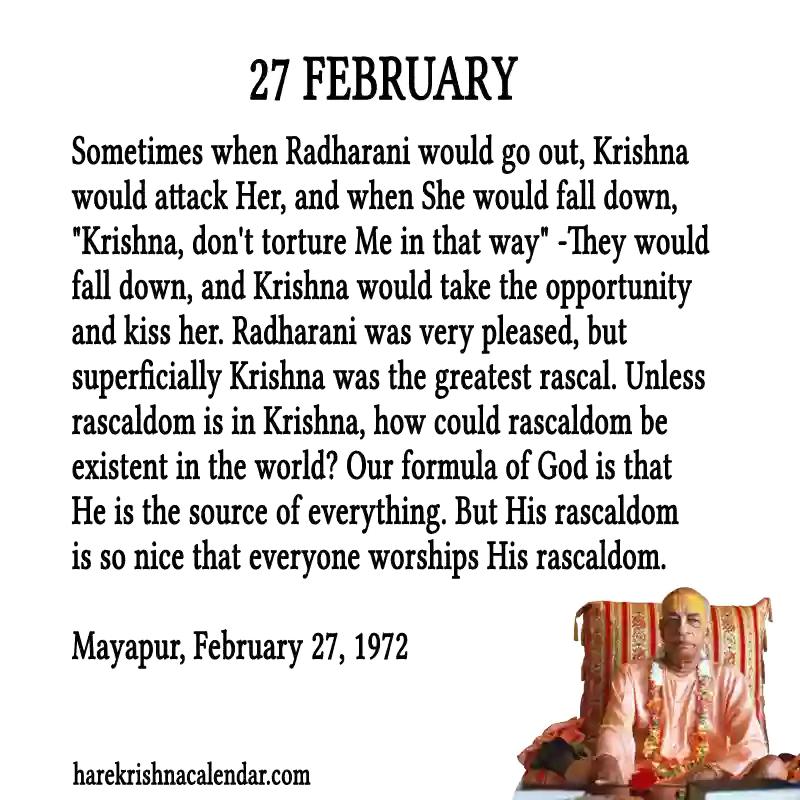 27 FEBRUARY
Sometimes when Radharani would go out, Krishna
would attack Her, and when She would fall down,
"Krishna, don't torture Me in that way" -They would
fall down, and Krishna would take the opportunity
and kiss her. Radharani was very pleased, but
superficially Krishna was the greatest rascal. Unless
rascaldom is in Krishna, how could rascaldom be
existent in the world? Our formula of God is that
He is the source of everything. But His rascaldom
is so nice that everyone worships His rascaldom.
Mayapur, February 27, 1972
harekrishnacalendar.com